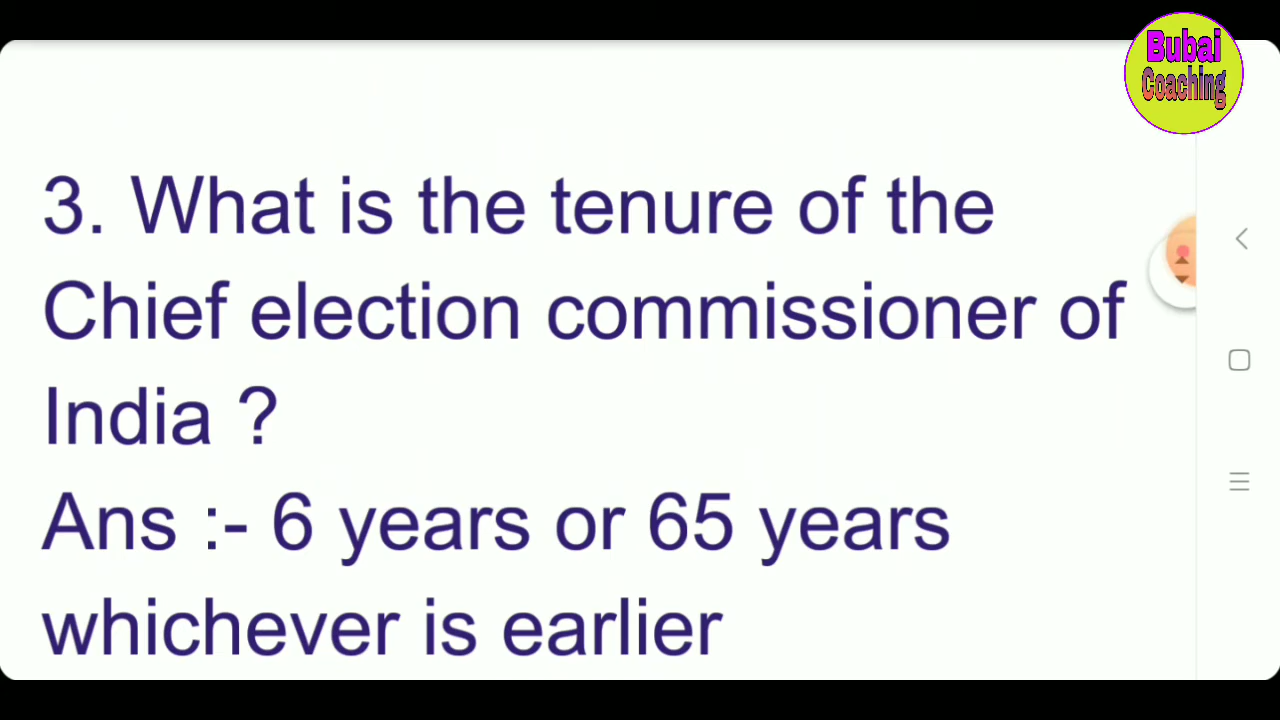 Bubai
Coaching
3. What is the tenure of the
Chief election commissioner of
India ?
Ans :- 6 years or 65 years
whichever is earlier